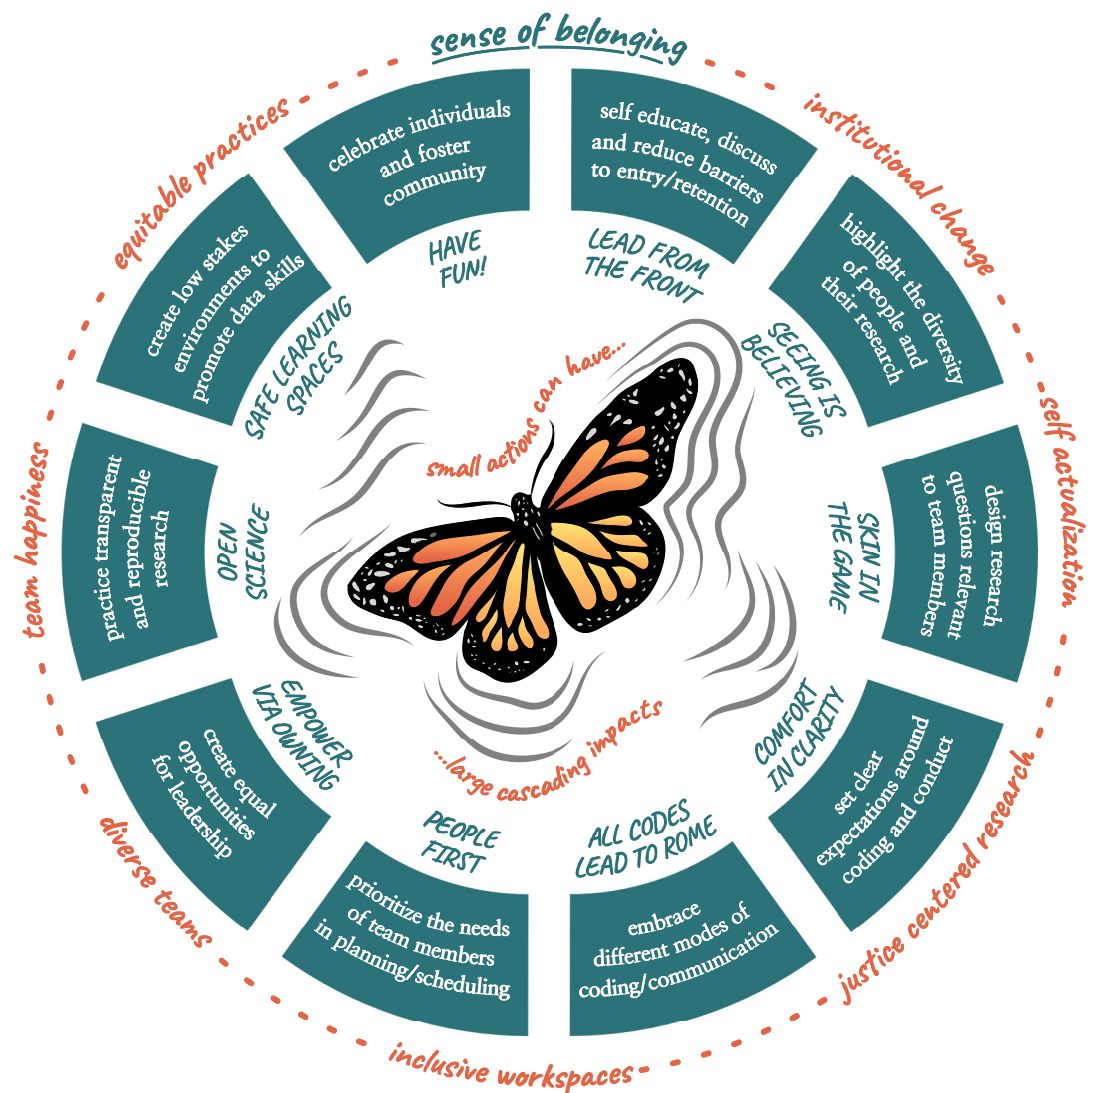 sense of belonging
institutional change
self actualization
justice centered research
inclusive workspaces
diverse teams
team happiness
equitable practices
self educate, discuss
and reduce barriers
to entry/retention
LEAD FROM
THE FRONT
highlight the diversity
of people and
their research
SEEING IS
BELIEVING
design research
questions relevant
to team members
SKIN IN
THE GAME
set clear
expectations around
coding and conduct
COMFORT
IN CLARITY
embrace
different modes of
coding/communication
ALL CODES
LEAD TO ROME
prioritize the needs
of team members
in planning/scheduling
PEOPLE
FIRST
create equal
opportunities
for leadership
EMPOWER
VIA OWNING
practice transparent
and reproducible
research
OPEN
SCIENCE
create low stakes
environments to
promote data skills
SAFE LEARNING
SPACES
celebrate individuals
and foster
community
HAVE
FUN!
small actions can have...
...large cascading impacts